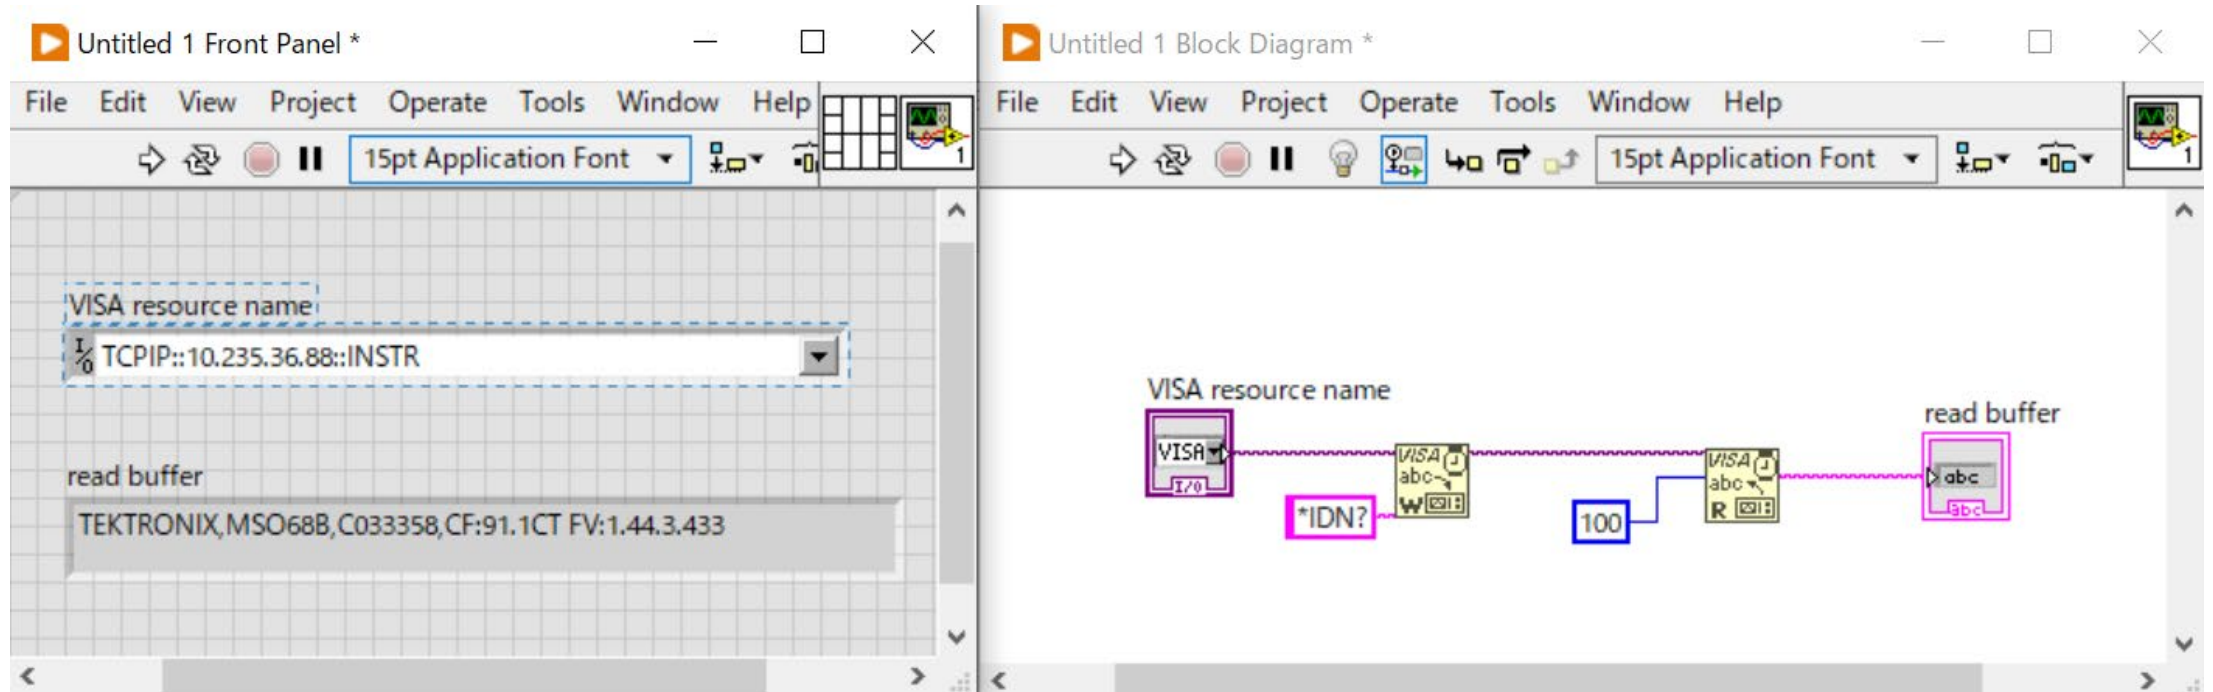 Untitled 1 Front Panel *
File Edit View Project Operate Tools Window Help
15pt Application Font
1
VISA resource name
I/O TCPIP::10.235.36.88::INSTR
read buffer
TEKTRONIX,MSO68B,C033358,CF:91.1CT FV:1.44.3.433
Untitled 1 Block Diagram *
File Edit View Project Operate Tools Window Help
15pt Application Font
1
VISA resource name
VISA
I/O
*IDN?
VISA
abc
W
100
VISA
abc
R
read buffer
abc
abc